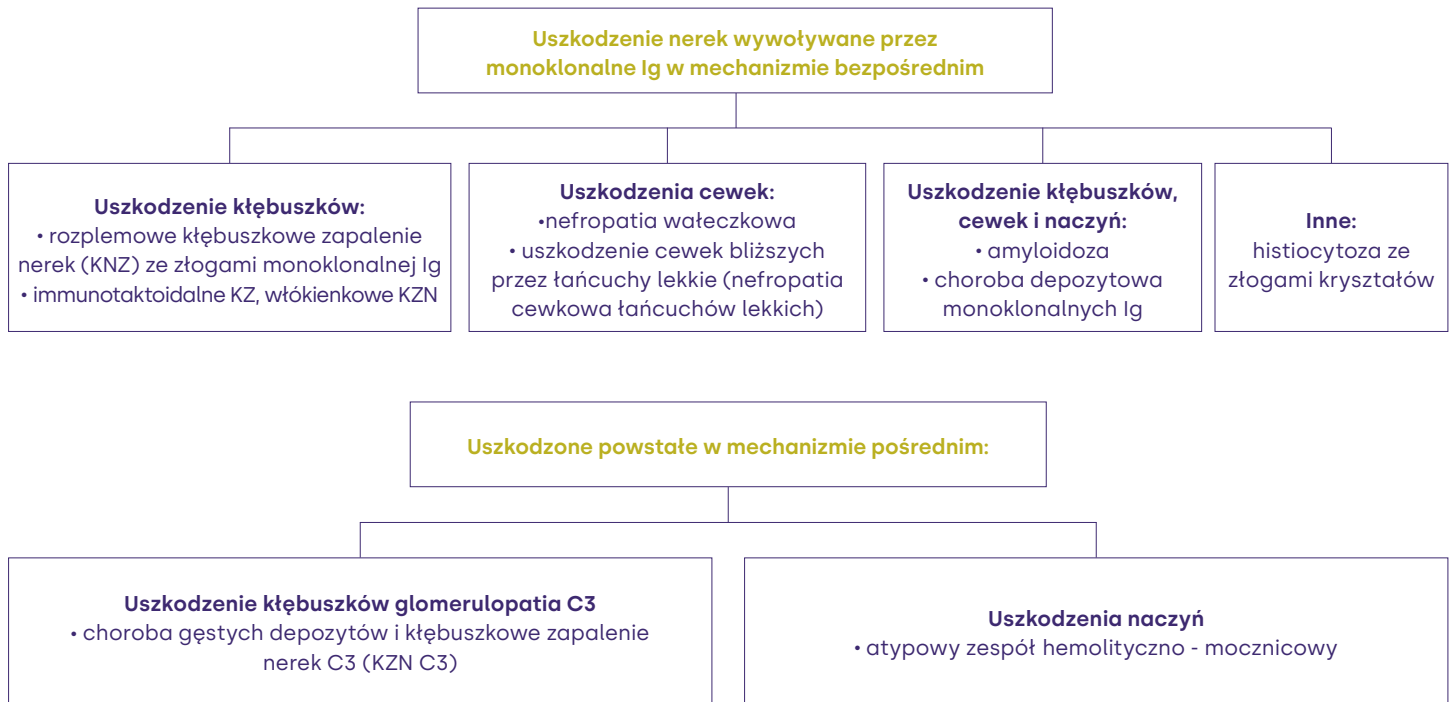 Uszkodzenie nerek wywoływane przez
monoklonalne Ig w mechanizmie bezpośrednim
Uszkodzenie kłębuszków:
• rozplemowe kłębuszkowe zapalenie
nerek (KNZ) ze złogami monoklonalnej Ig
• immunotaktoidalne KZ, włókienkowe KZN
Uszkodzenia cewek:
•nefropatia wałeczkowa
• uszkodzenie cewek bliższych
przez łańcuchy lekkie (nefropatia
cewkowa łańcuchów lekkich)
Uszkodzenie kłębuszków,
cewek i naczyń:
• amyloidoza
• choroba depozytowa
monoklonalnych Ig
Inne:
histiocytoza ze
złogami kryształów
Uszkodzone powstałe w mechanizmie pośrednim:
Uszkodzenie kłębuszków glomerulopatia C3
• choroba gęstych depozytów i kłębuszkowe zapalenie
nerek C3 (KZN C3)
Uszkodzenia naczyń
• atypowy zespół hemolityczno - mocznicowy